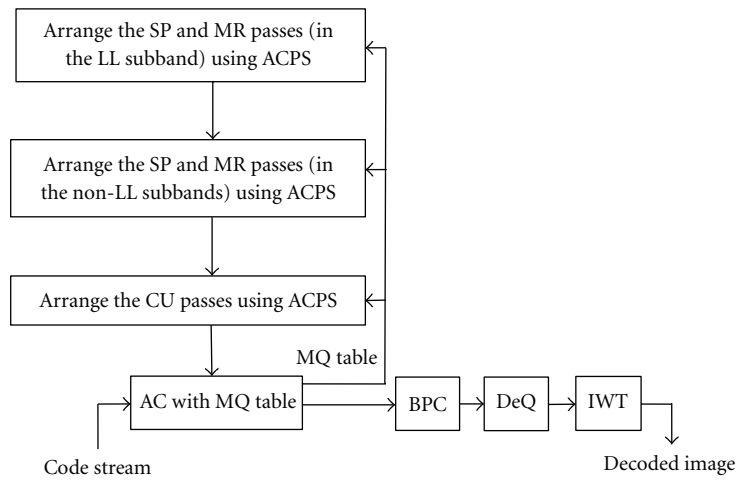 Arrange the SP and MR passes (in
the LL subband) using ACPS
Arrange the SP and MR passes (in
the non-LL subbands) using ACPS
Arrange the CU passes using ACPS
MQ table
AC with MQ table
BPC
DeQ
IWT
Code stream
Decoded image